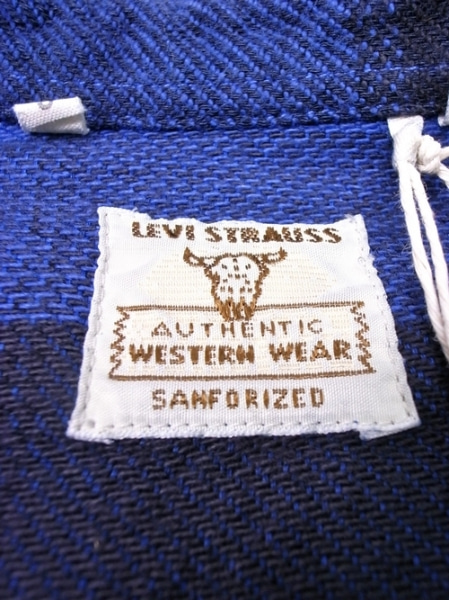 LEVI STRAUSS
AUTHENTIC
WESTERN WEAR
SANFORIZED